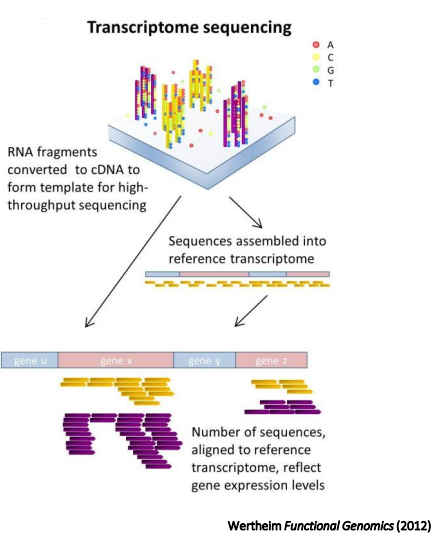 Transcriptome sequencing
A
C
G
T
RNA fragments
converted to cDNA to
form template for high-
throughput sequencing
Sequences assembled into
reference transcriptome
gene u gene x gene y gene z
Number of sequences,
aligned to reference
transcriptome, reflect
gene expression levels
Wertheim Functional Genomics (2012)